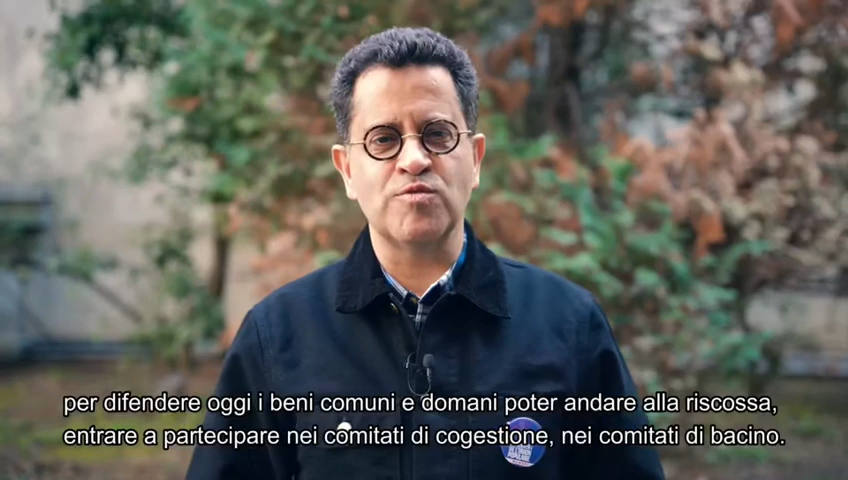 per difendere oggi i beni comuni e domani poter andare alla riscossa,
entrare a partecipare nei comitati di cogestione, nei comitati di bacino.